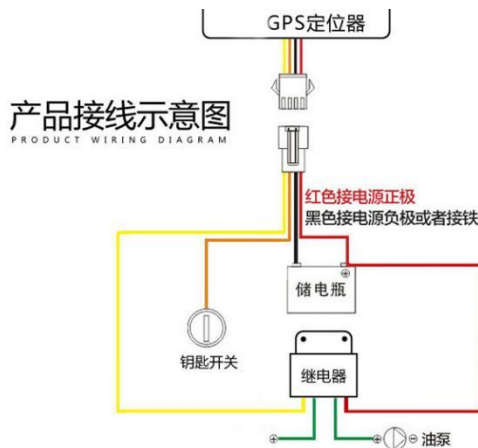 GPS定位器
产品接线示意图
PRODUCT WIRING DIAGRAM
红色接电源正极
黑色接电源负极或者接铁
储电瓶
钥匙开关
继电器
油泵